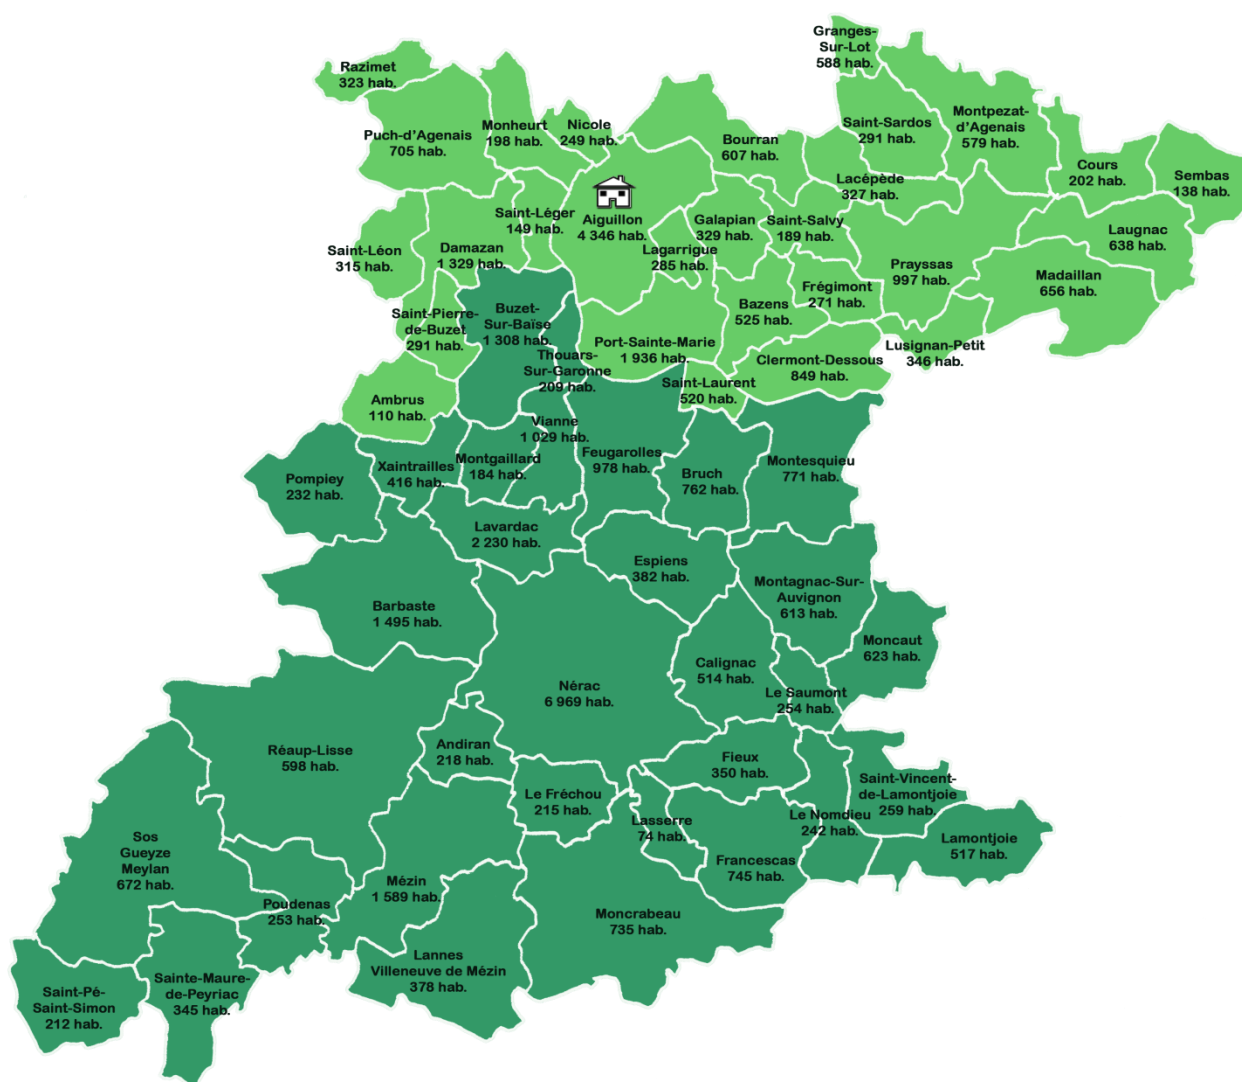 Granges-
Sur-Lot
588 hab.
Razimet
323 hab.
Puch-d'Agenais
705 hab.
Monheurt
198 hab.
Nicole
249 hab.
Bourran
607 hab.
Saint-Sardos
291 hab.
Montpezat-
d'Agenais
579 hab.
Cours
202 hab.
Sembas
138 hab.
Lacépède
327 hab.
Saint-Léger
149 hab.
Aiguillon
4 346 hab.
Galapian
329 hab.
Saint-Salvy
189 hab.
Laugnac
638 hab.
Saint-Léon
315 hab.
Damazan
1 329 hab.
Lagarrigue
285 hab.
Prayssas
997 hab.
Madaillan
656 hab.
Saint-Pierre-
de-Buzet
291 hab.
Buzet-
Sur-Baïse
1 308 hab.
Bazens
525 hab.
Frégimont
271 hab.
Port-Sainte-Marie
1 936 hab.
Lusignan-Petit
346 hab.
Thouars-
Sur-Garonne
209 hab.
Clermont-Dessous
849 hab.
Saint-Laurent
520 hab.
Ambrus
110 hab.
Vianne
1 029 hab.
Feugarolles
978 hab.
Pompiey
232 hab.
Xaintrailles
416 hab.
Montgaillard
184 hab.
Bruch
762 hab.
Montesquieu
771 hab.
Lavardac
2 230 hab.
Espiens
382 hab.
Montagnac-Sur-
Auvignon
613 hab.
Barbaste
1 495 hab.
Moncaut
623 hab.
Calignac
514 hab.
Le Saumont
254 hab.
Nérac
6 969 hab.
Réaup-Lisse
598 hab.
Andiran
218 hab.
Fieux
350 hab.
Saint-Vincent-
de-Lamontjoie
259 hab.
Le Fréchou
215 hab.
Lasserre
74 hab.
Le Nomdieu
242 hab.
Lamontjoie
517 hab.
Sos
Gueyze
Meylan
672 hab.
Francescas
745 hab.
Mézin
1 589 hab.
Poudenas
253 hab.
Moncrabeau
735 hab.
Lannes
Villeneuve de Mézin
378 hab.
Sainte-Maure-
de-Peyriac
345 hab.
Saint-Pé-
Saint-Simon
212 hab.